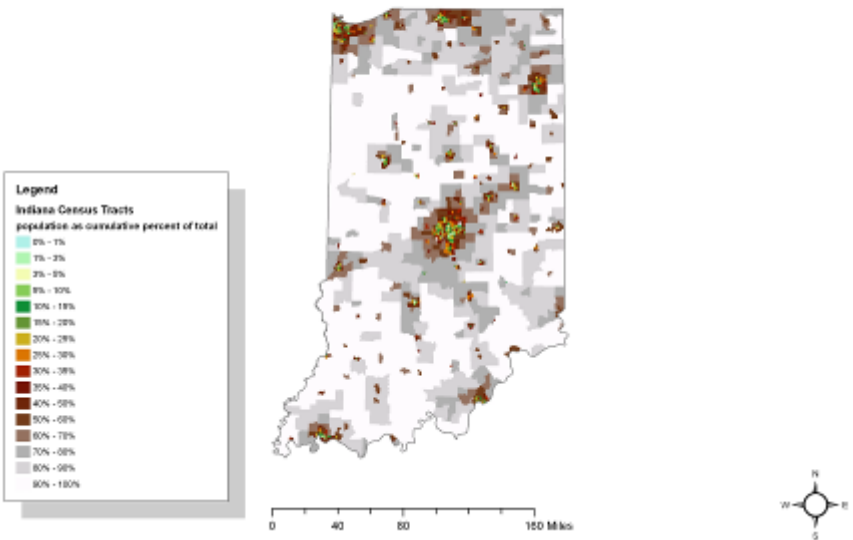 Legend
Indiana Census Tracts
population as cumulative percent of total
0% - 1%
1% - 2%
2% - 5%
5% - 10%
10% - 15%
15% - 20%
20% - 25%
25% - 30%
30% - 35%
35% - 40%
40% - 50%
50% - 60%
60% - 70%
70% - 80%
80% - 90%
90% - 100%
0 40 80 160 Miles
N
W E
S